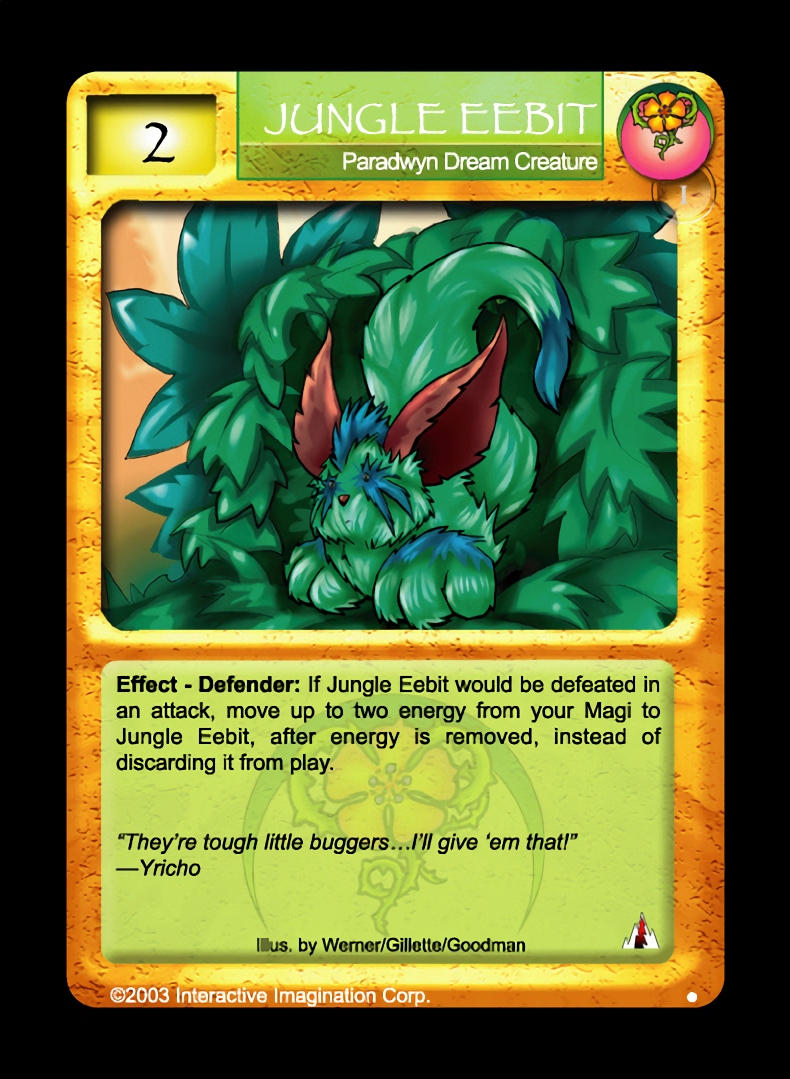 2
JUNGLE EEBIT
Paradwyn Dream Creature
1
Effect - Defender: If Jungle Eebit would be defeated in
an attack, move up to two energy from your Magi to
Jungle Eebit, after energy is removed, instead of
discarding it from play.
“They’re tough little buggers…I’ll give ‘em that!”
—Yricho
Illus. by Werner/Gillette/Goodman
©2003 Interactive Imagination Corp.